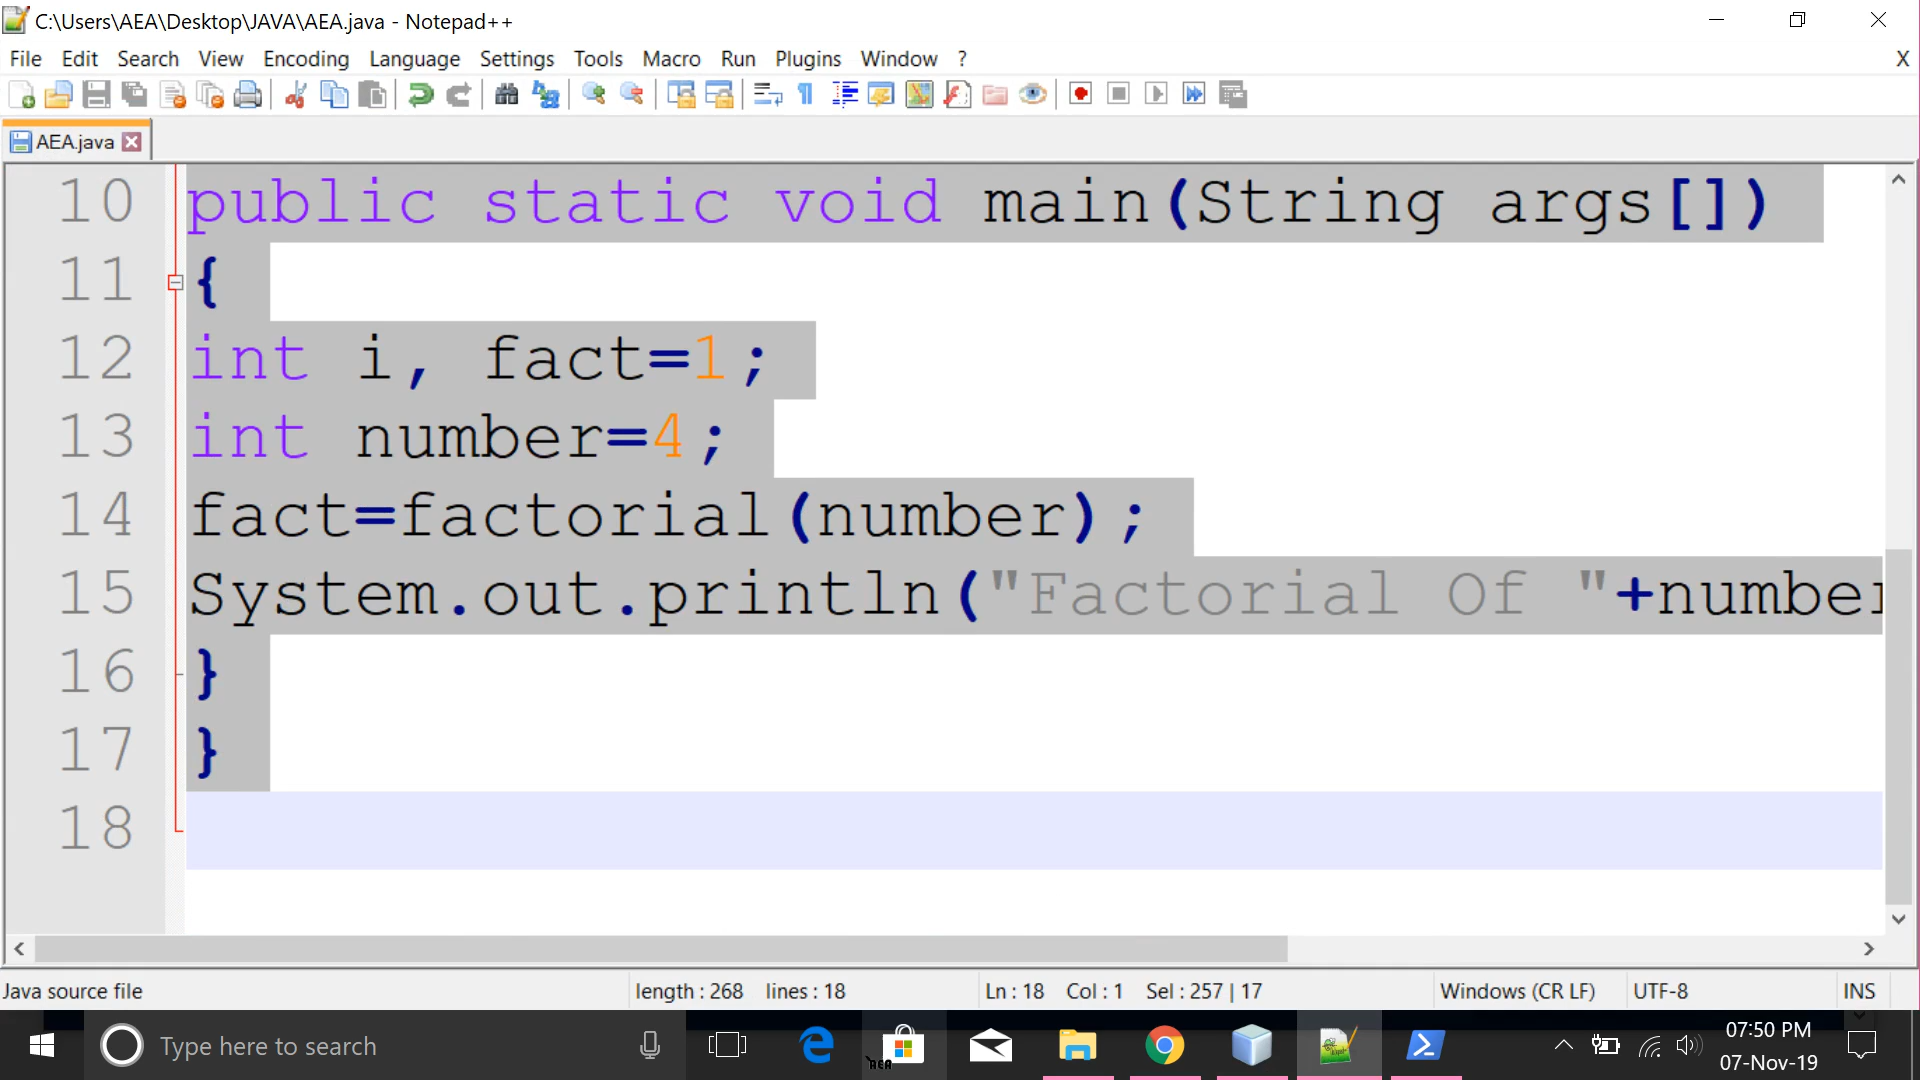 C:\Users\AEA\Desktop\JAVA\AEA.java - Notepad++
File Edit Search View Encoding Language Settings Tools Macro Run Plugins Window ? X
AEA.java
10 public static void main(String args[])
11 {
12 int i, fact=1;
13 int number=4;
14 fact=factorial(number);
15 System.out.println("Factorial Of "+number
16 }
17 }
18
Java source file length : 268 lines : 18 Ln : 18 Col : 1 Sel : 257 | 17 Windows (CR LF) UTF-8 INS
Type here to search
AEA
07:50 PM
07-Nov-19